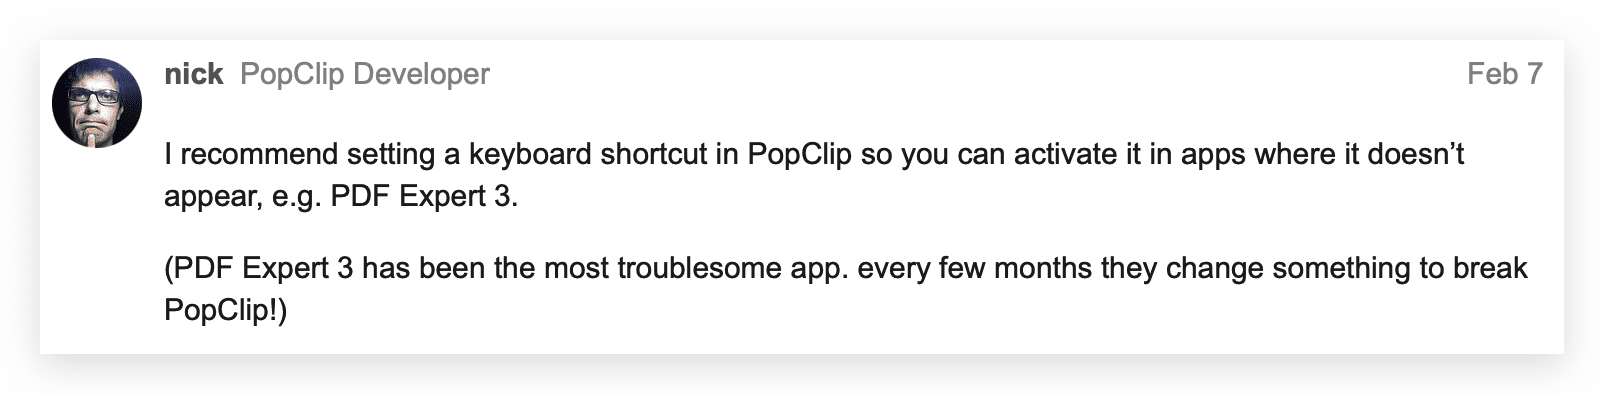 nick PopClip Developer Feb 7
I recommend setting a keyboard shortcut in PopClip so you can activate it in apps where it doesn’t
appear, e.g. PDF Expert 3.
(PDF Expert 3 has been the most troublesome app. every few months they change something to break
PopClip!)